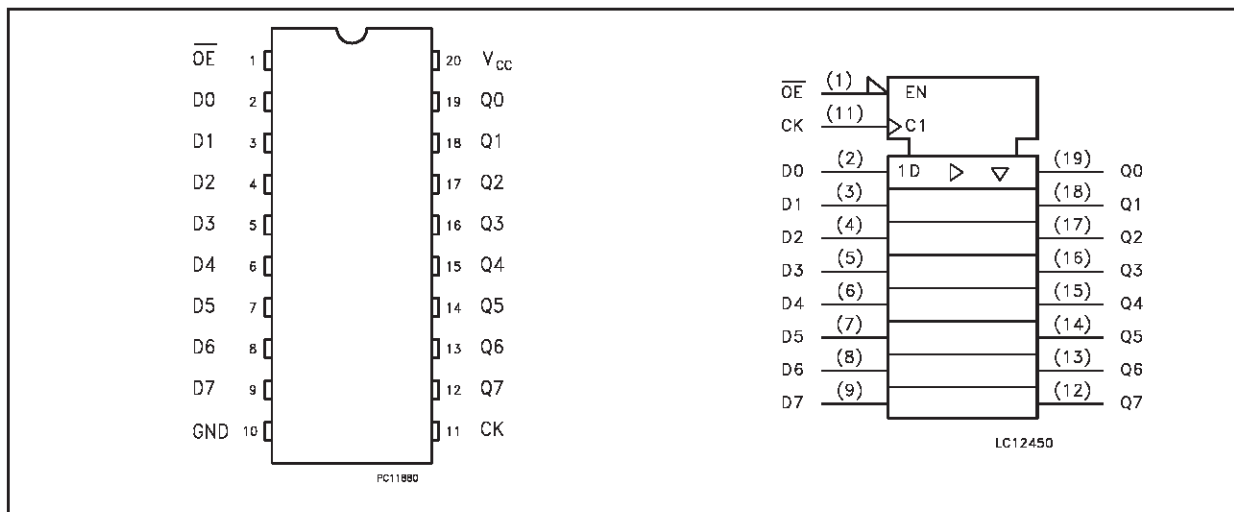 OE 1 20 VCC
D0 2 19 Q0
D1 3 18 Q1
D2 4 17 Q2
D3 5 16 Q3
D4 6 15 Q4
D5 7 14 Q5
D6 8 13 Q6
D7 9 12 Q7
GND 10 11 CK
PC11880
OE (1) EN
CK (11) C1
D0 (2) 1D (19) Q0
D1 (3) (18) Q1
D2 (4) (17) Q2
D3 (5) (16) Q3
D4 (6) (15) Q4
D5 (7) (14) Q5
D6 (8) (13) Q6
D7 (9) (12) Q7
LC12450